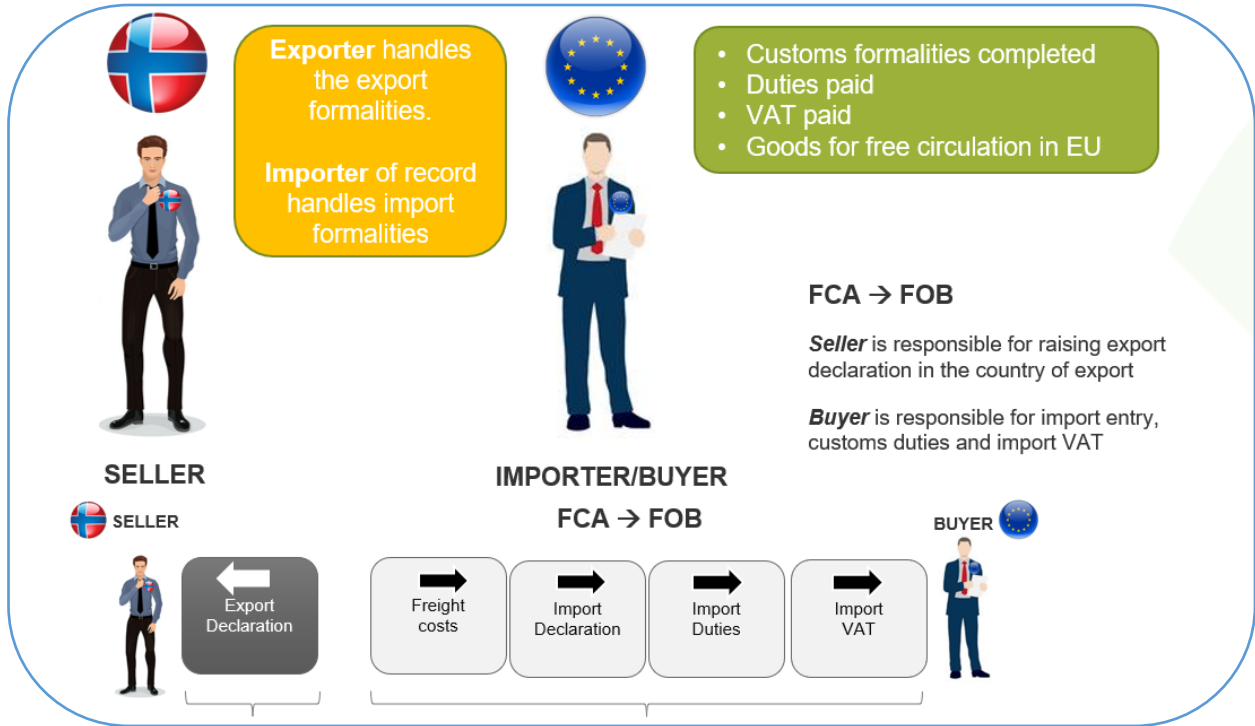 Exporter handles
the export
formalities.
Importer of record
handles import
formalities
• Customs formalities completed
• Duties paid
• VAT paid
• Goods for free circulation in EU
FCA → FOB
Seller is responsible for raising export
declaration in the country of export
Buyer is responsible for import entry,
customs duties and import VAT
SELLER
IMPORTER/BUYER
FCA → FOB
SELLER
BUYER
Export
Declaration
Freight
costs
Import
Declaration
Import
Duties
Import
VAT